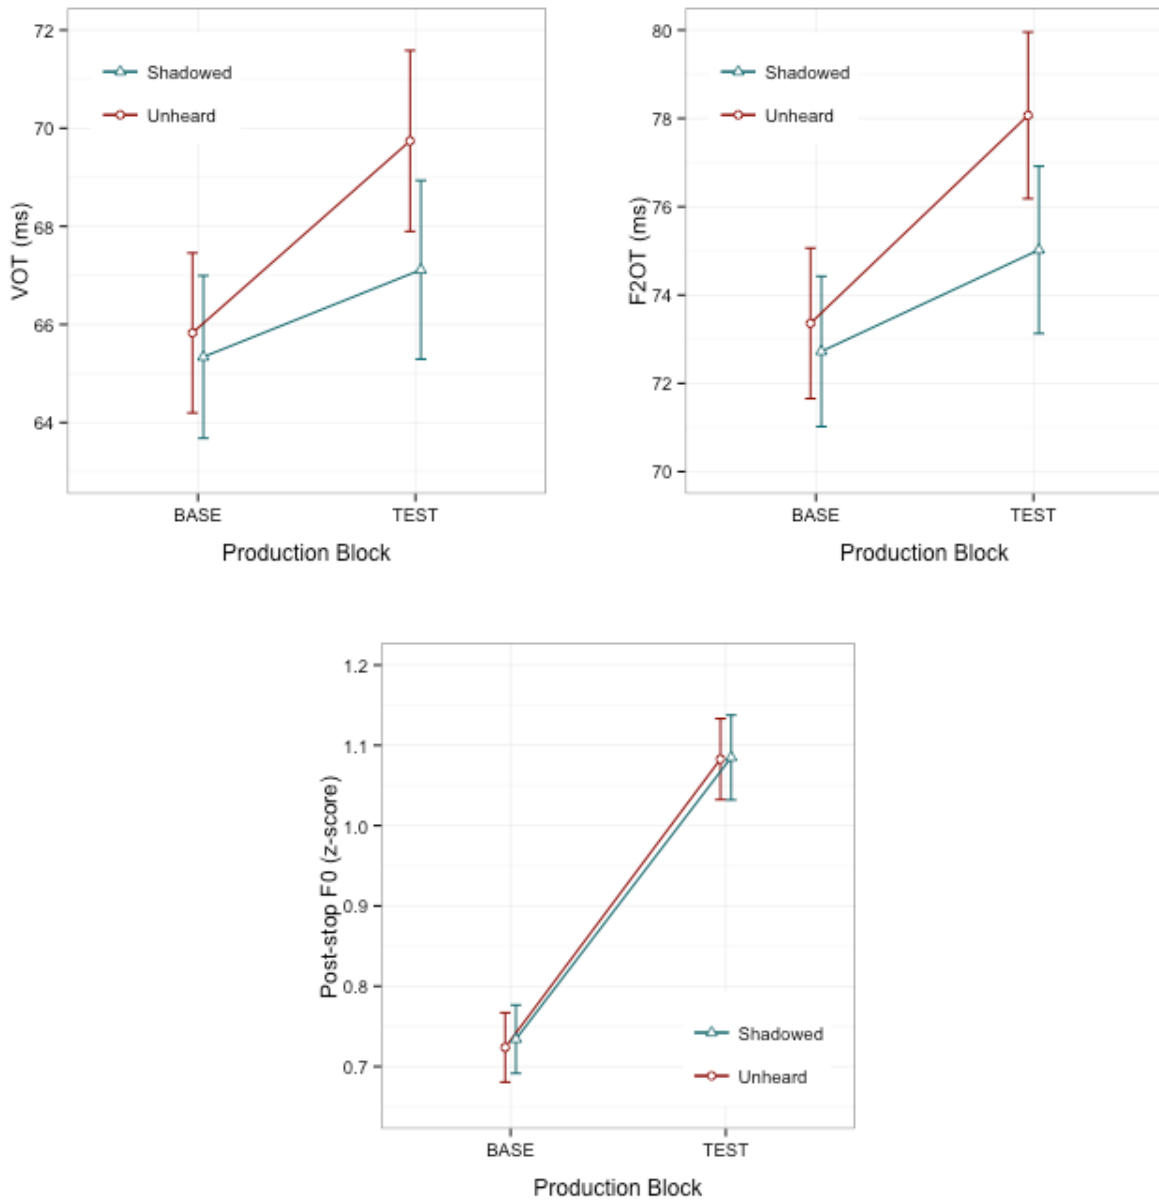 72
70
68
66
64
VOT (ms)
Shadowed
Unheard
BASE TEST
Production Block
80
78
76
74
72
70
F2OT (ms)
Shadowed
Unheard
BASE TEST
Production Block
1.2
1.1
1.0
0.9
0.8
0.7
Post-stop F0 (z-score)
Shadowed
Unheard
BASE TEST
Production Block